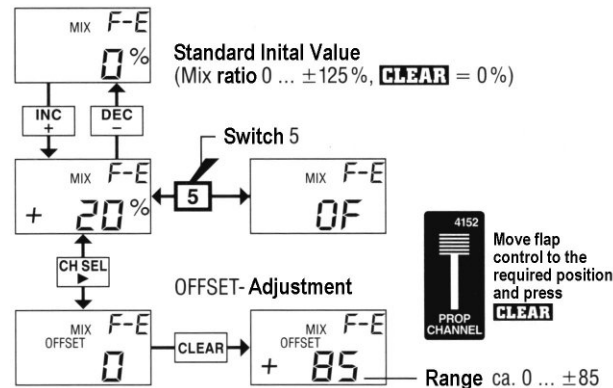 MIX F-E
0%
Standard Inital Value
(Mix ratio 0 ... ±125%, CLEAR = 0%)
INC
+
DEC
−
Switch 5
MIX F-E
+ 20%
5
MIX F-E
OF
CH SEL
▶
OFFSET- Adjustment
4152
PROP
CHANNEL
Move flap
control to the
required position
and press
CLEAR
MIX F-E
OFFSET
0
CLEAR
MIX F-E
OFFSET
+ 85
Range ca. 0 ... ±85